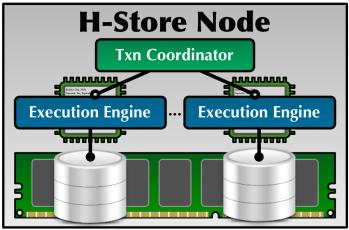 H-Store Node
Txn Coordinator
Execution Engine
...
Execution Engine